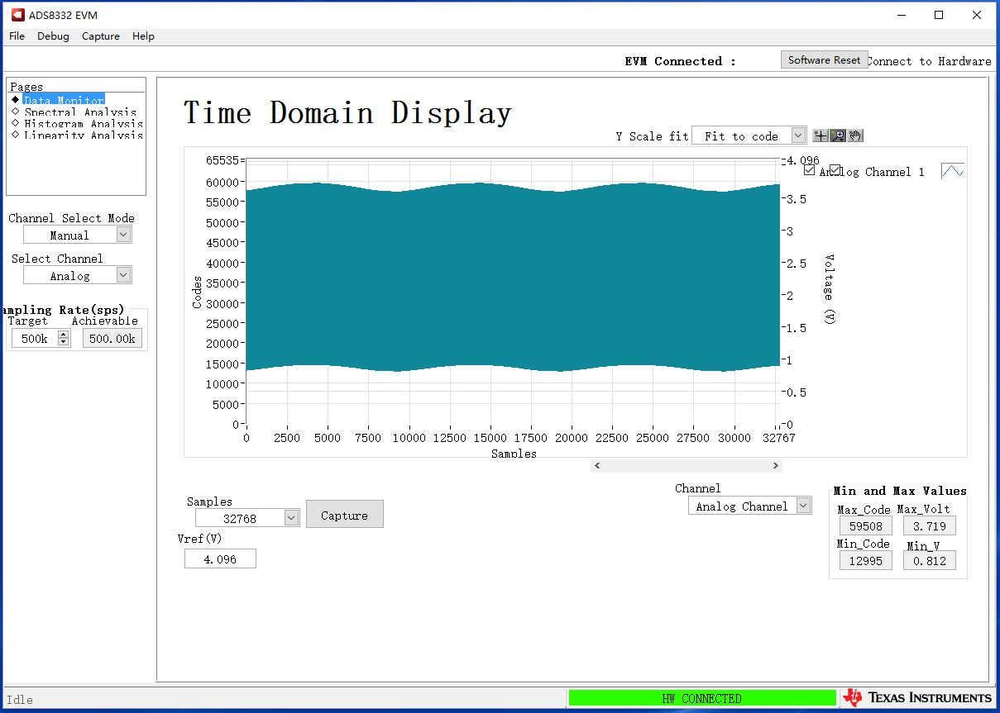 ADS8332 EVM
File Debug Capture Help
EVM Connected : Software Reset Connect to Hardware
Pages
Data Monitor
Spectral Analysis
Histogram Analysis
Linearity Analysis
Channel Select Mode
Manual
Select Channel
Analog
ampling Rate(sps)
Target Achievable
500k 500.00k
Time Domain Display
Y Scale fit Fit to code
Analog Channel 1
Codes
65535
60000
55000
50000
45000
40000
35000
30000
25000
20000
15000
10000
5000
0
4.096
3.5
3
2.5
2
1.5
1
0.5
0
Voltage (V)
0 2500 5000 7500 10000 12500 15000 17500 20000 22500 25000 27500 30000 32767
Samples
Samples
32768 Capture
Vref(V)
4.096
Channel
Analog Channel
Min and Max Values
Max_Code Max_Volt
59508 3.719
Min_Code Min_V
12995 0.812
Idle HW CONNECTED TEXAS INSTRUMENTS